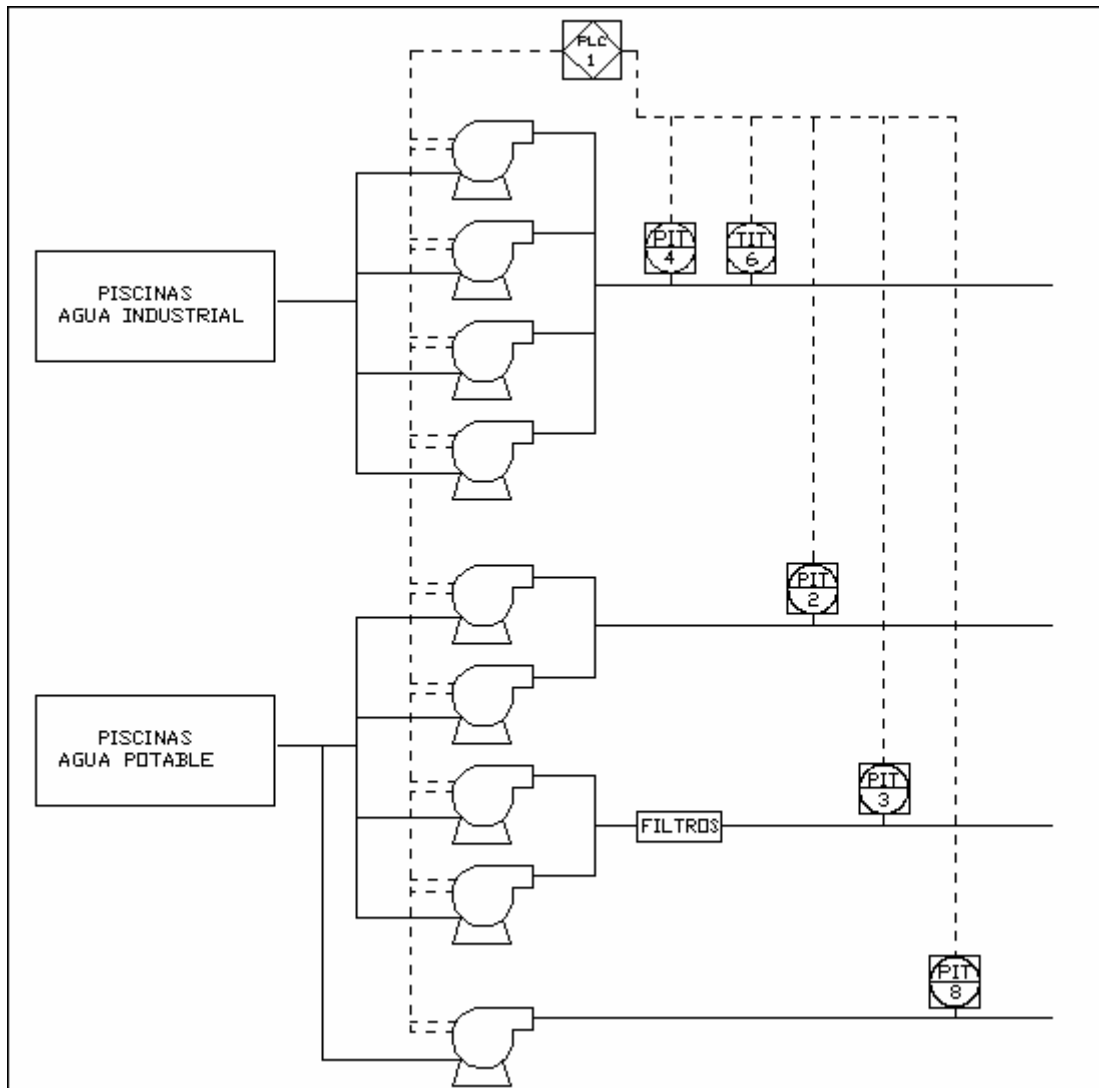 PLC
1
PIT
4
TIT
6
PISCINAS
AGUA INDUSTRIAL
PIT
2
PISCINAS
AGUA POTABLE
PIT
3
FILTROS
PIT
8